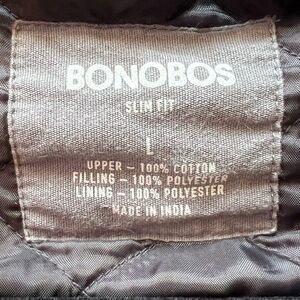 BONOBOS
SLIM FIT
L
UPPER – 100% COTTON
FILLING – 100% POLYESTER
LINING – 100% POLYESTER
MADE IN INDIA